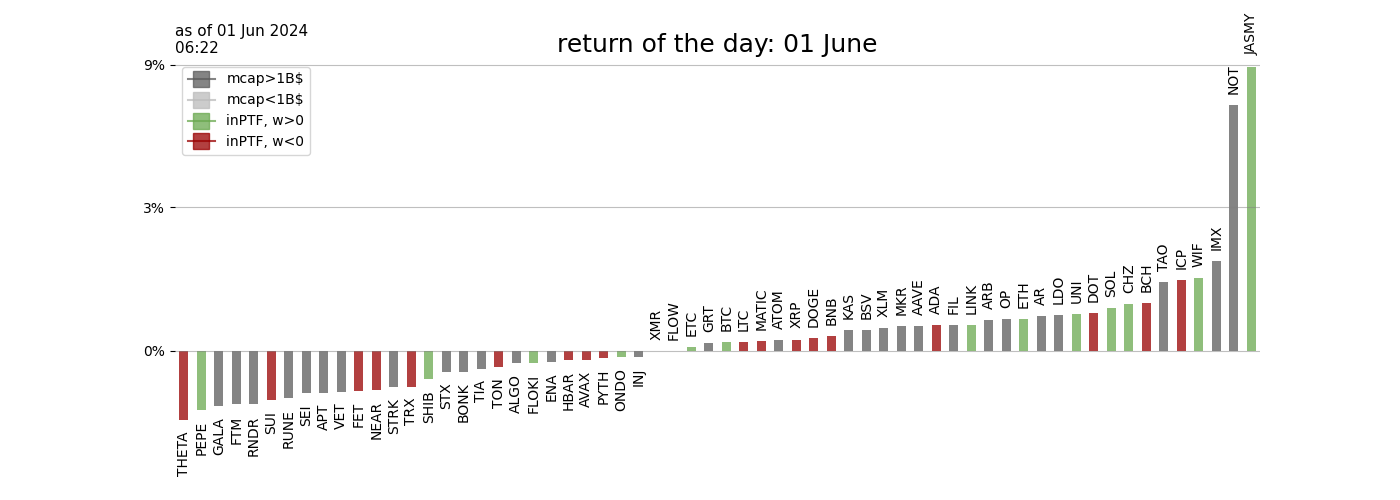 as of 01 Jun 2024
06:22
return of the day: 01 June
9%
3%
0%
mcap>1B$
mcap<1B$
inPTF, w>0
inPTF, w<0
THETA
PEPE
GALA
FTM
RNDR
SUI
RUNE
SEI
APT
VET
FET
NEAR
STRK
TRX
SHIB
STX
BONK
TIA
TON
ALGO
FLOKI
ENA
HBAR
AVAX
PYTH
ONDO
INJ
XMR
FLOW
ETC
GRT
BTC
LTC
MATIC
ATOM
XRP
DOGE
BNB
KAS
BSV
XLM
MKR
AAVE
ADA
FIL
LINK
ARB
OP
ETH
AR
LDO
UNI
DOT
SOL
CHZ
BCH
TAO
ICP
WIF
IMX
NOT
JASMY